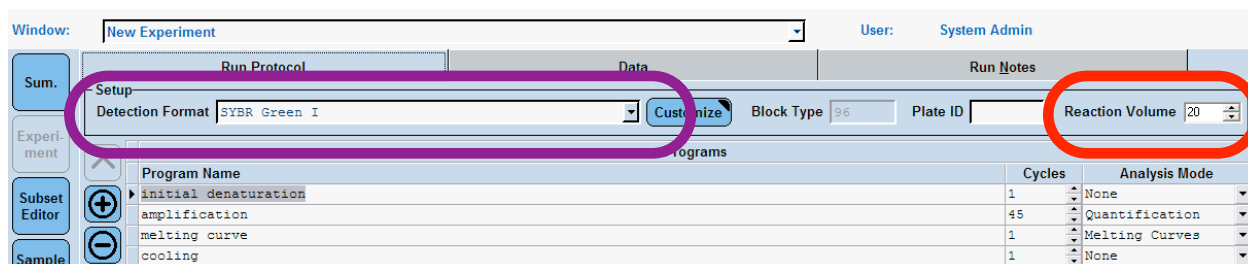 Window: New Experiment User: System Admin
Run Protocol Data Run Notes
Sum.
Setup
Detection Format SYBR Green I Customize Block Type 96 Plate ID Reaction Volume 20
Experi-
ment
Programs
Program Name Cycles Analysis Mode
Subset
Editor
initial denaturation 1 None
amplification 45 Quantification
melting curve 1 Melting Curves
Sample
cooling 1 None